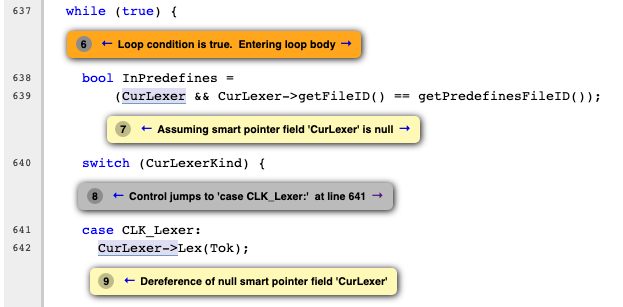 637 while (true) {
6 ← Loop condition is true. Entering loop body →
638 bool InPredefines =
639 (CurLexer && CurLexer->getFileID() == getPredefinesFileID());
7 ← Assuming smart pointer field 'CurLexer' is null →
640 switch (CurLexerKind) {
8 ← Control jumps to 'case CLK_Lexer:' at line 641 →
641 case CLK_Lexer:
642 CurLexer->Lex(Tok);
9 ← Dereference of null smart pointer field 'CurLexer'